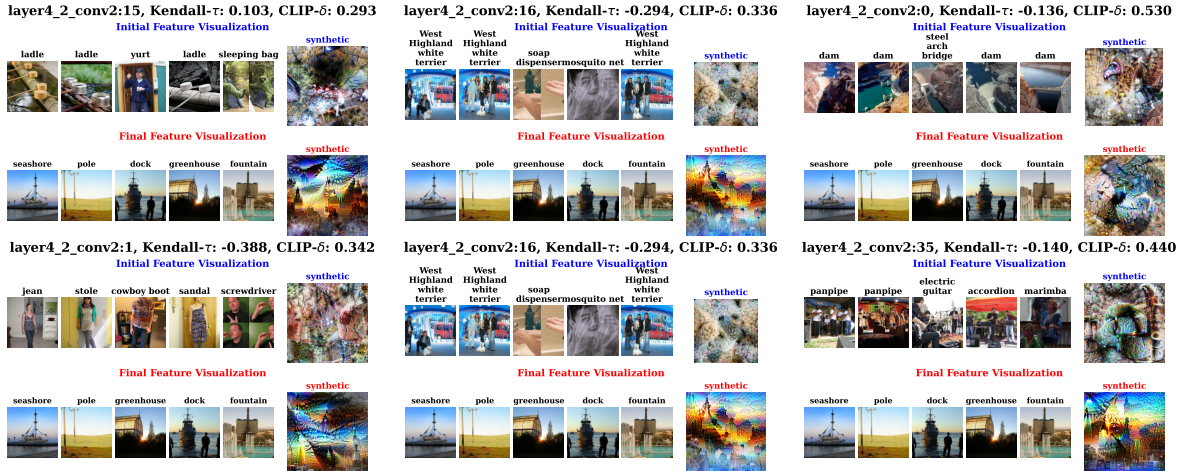 layer4_2_conv2:15, Kendall-τ: 0.103, CLIP-δ: 0.293
Initial Feature Visualization
synthetic
ladle ladle yurt ladle sleeping bag
Final Feature Visualization
synthetic
seashore pole dock greenhouse fountain
layer4_2_conv2:16, Kendall-τ: -0.294, CLIP-δ: 0.336
Initial Feature Visualization
synthetic
West Highland white terrier West Highland white terrier soap dispenser mosquito net West Highland white terrier
Final Feature Visualization
synthetic
seashore pole greenhouse dock fountain
layer4_2_conv2:0, Kendall-τ: -0.136, CLIP-δ: 0.530
Initial Feature Visualization
synthetic
dam dam steel arch bridge dam dam
Final Feature Visualization
synthetic
seashore pole greenhouse dock fountain
layer4_2_conv2:1, Kendall-τ: -0.388, CLIP-δ: 0.342
Initial Feature Visualization
synthetic
jean stole cowboy boot sandal screwdriver
Final Feature Visualization
synthetic
seashore pole greenhouse dock fountain
layer4_2_conv2:16, Kendall-τ: -0.294, CLIP-δ: 0.336
Initial Feature Visualization
synthetic
West Highland white terrier West Highland white terrier soap dispenser mosquito net West Highland white terrier
Final Feature Visualization
synthetic
seashore pole greenhouse dock fountain
layer4_2_conv2:35, Kendall-τ: -0.140, CLIP-δ: 0.440
Initial Feature Visualization
synthetic
panpipe panpipe electric guitar accordion marimba
Final Feature Visualization
synthetic
seashore pole greenhouse dock fountain